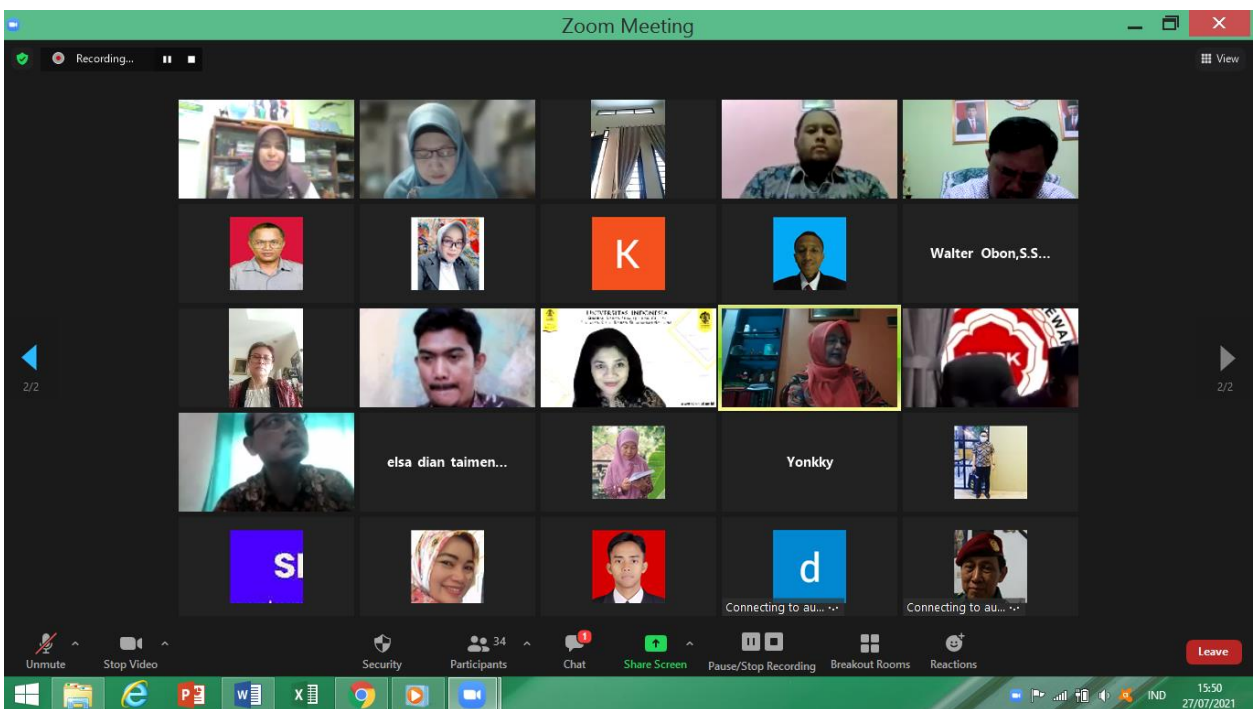 Zoom Meeting
Recording...
View
K
Walter Obon,S.S...
UNIVERSITAS INDONESIA
2/2
2/2
elsa dian taimen...
Yonkky
SI
d
Connecting to au...
Connecting to au...
34
1
Unmute
Stop Video
Security
Participants
Chat
Share Screen
Pause/Stop Recording
Breakout Rooms
Reactions
Leave
IND
15:50
27/07/2021